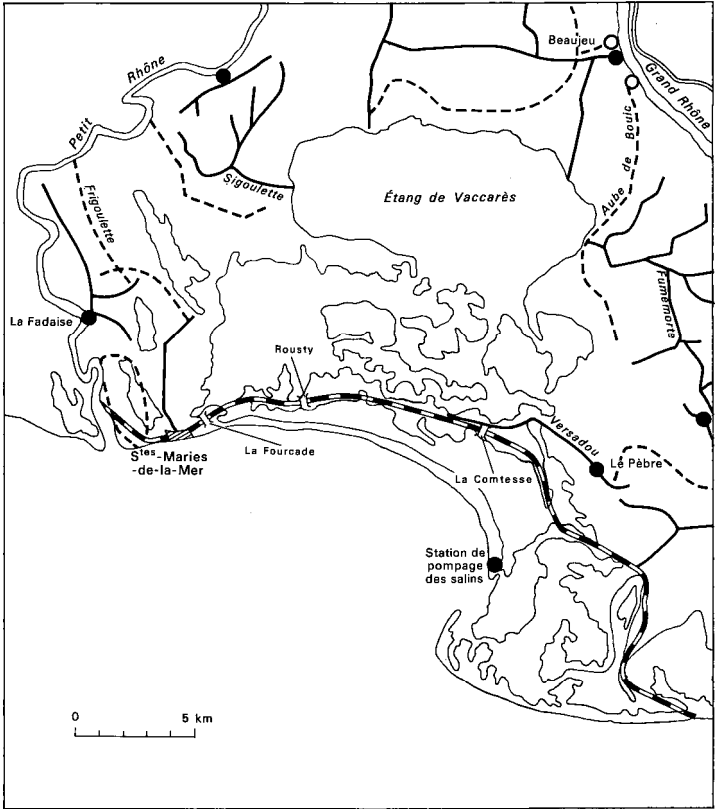 Beaujeu
Rhône
Grand Rhône
Petit
Aube de Bouic
Sigoulette
Étang de Vaccarès
Frigoulette
Fumemorte
La Fadaise
Rousty
Versadou
Stes-Maries
-de-la-Mer
La Fourcade
Le Pèbre
La Comtesse
Station de
pompage
des salins
0 5 km